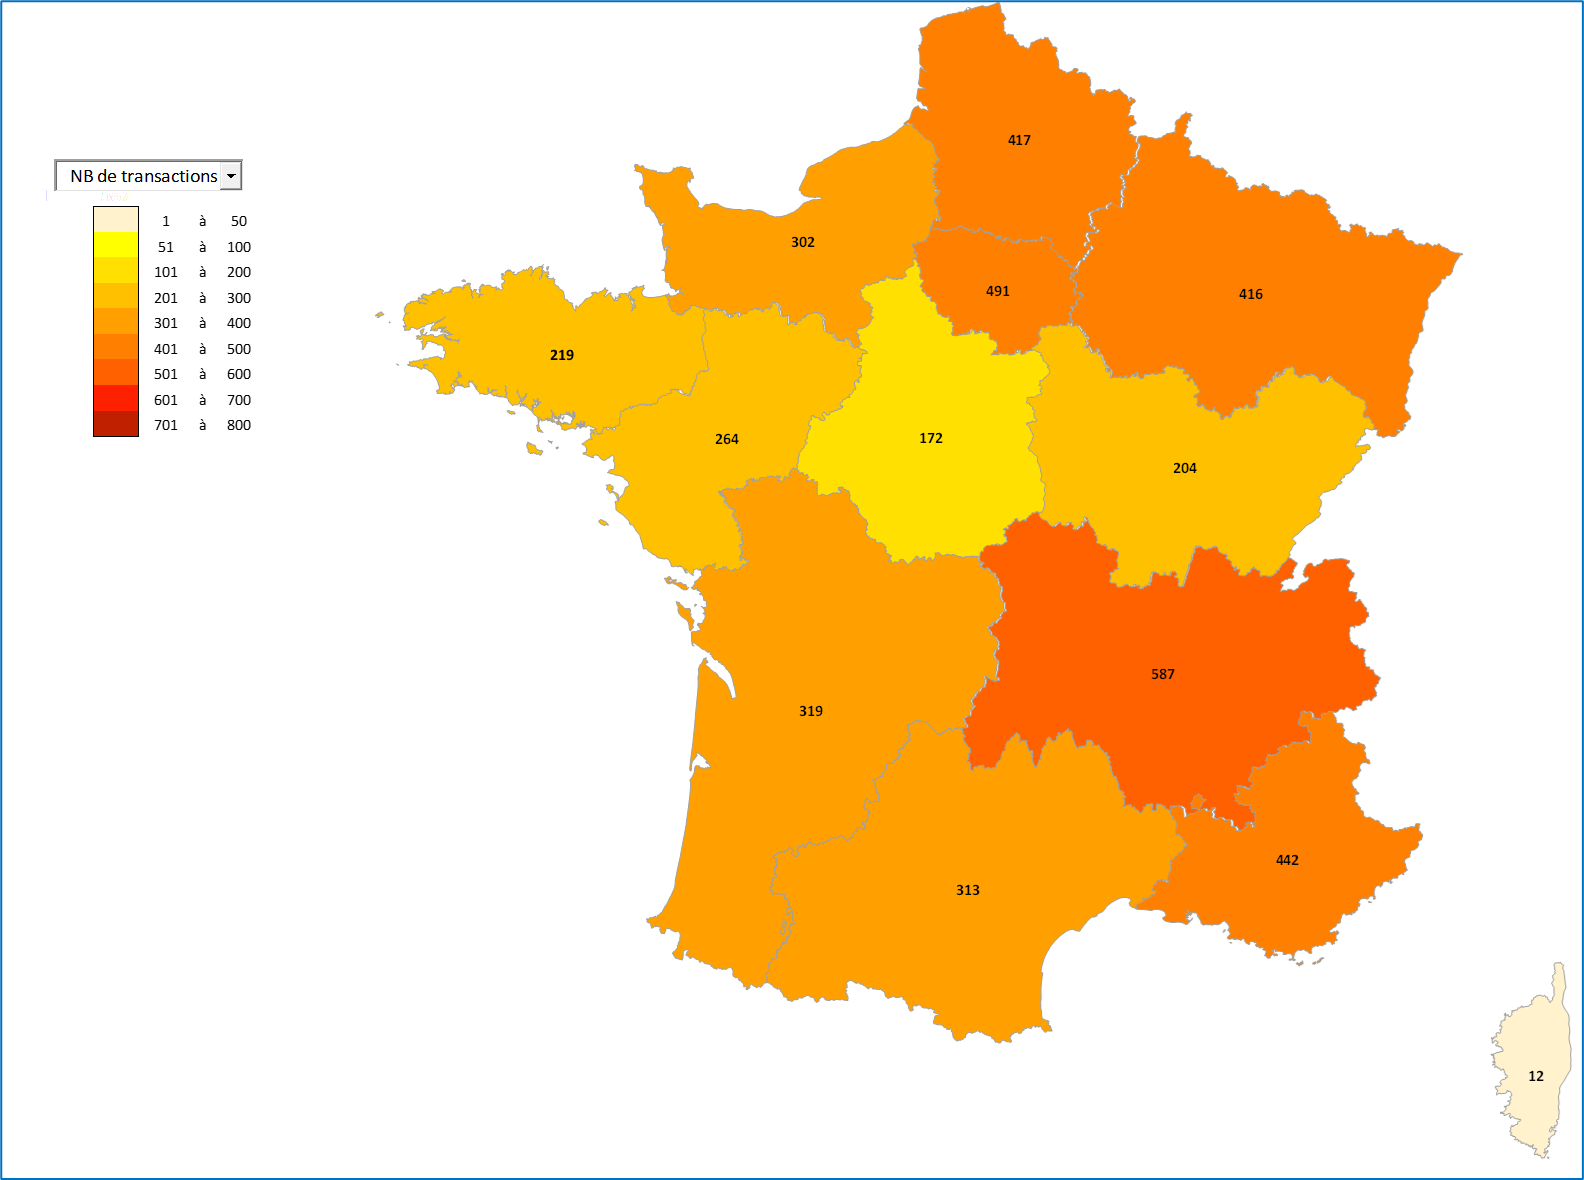 NB de transactions
1 à 50
51 à 100
101 à 200
201 à 300
301 à 400
401 à 500
501 à 600
601 à 700
701 à 800
417
302
491
416
219
264
172
204
587
319
442
313
12